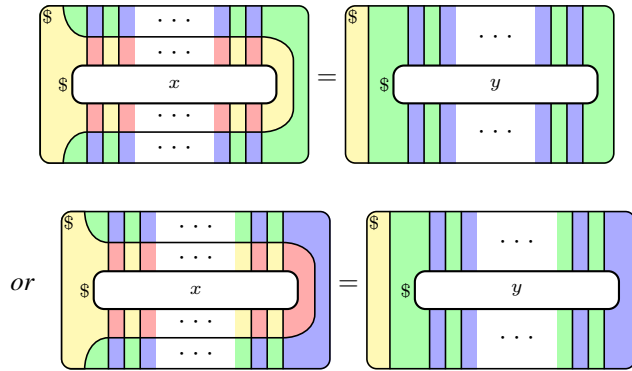 $ · · · $
· · ·
$ x = $ y
· · · · · ·
· · ·
$ · · · $
· · · · · ·
or $ x = $ y
· · · · · ·
· · ·